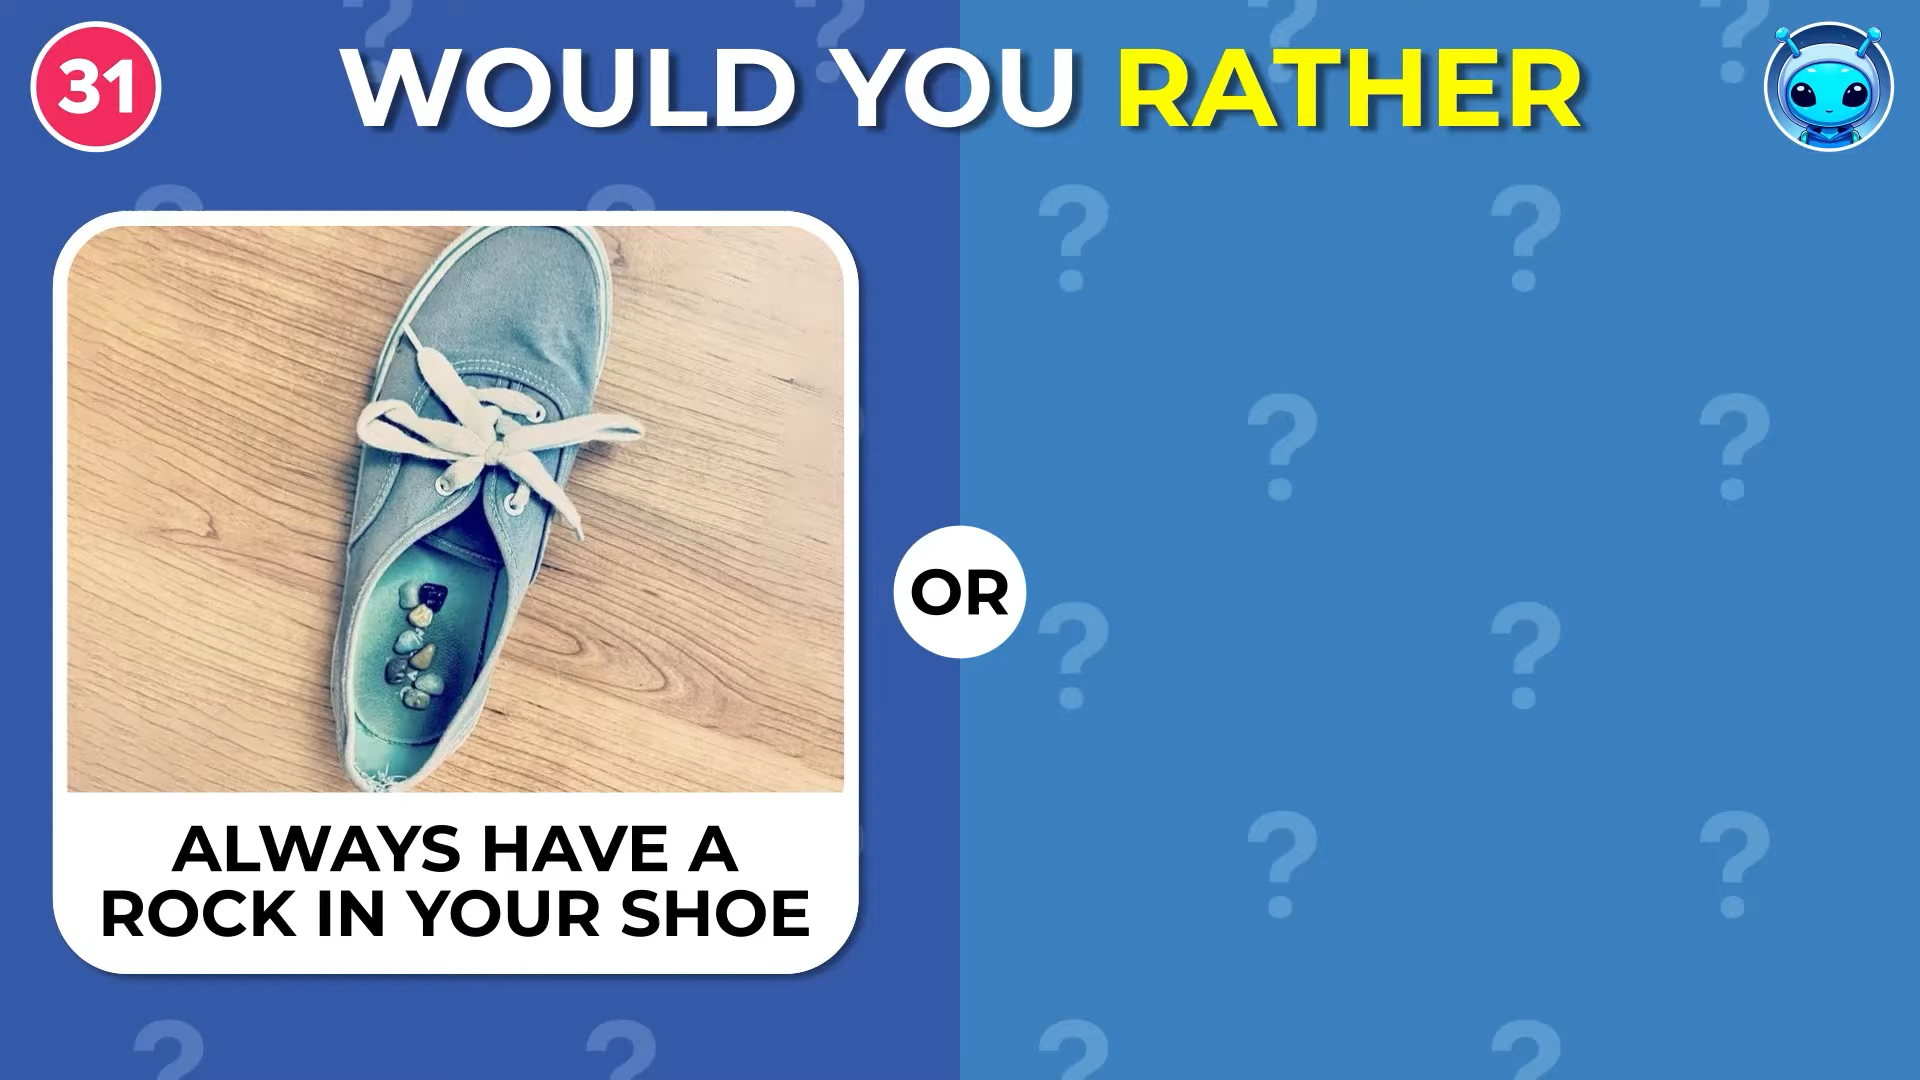 31
WOULD YOU RATHER
OR
ALWAYS HAVE A
ROCK IN YOUR SHOE